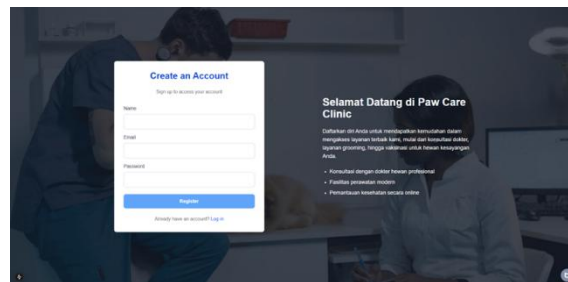 Create an Account
Sign up to access your account
Name
Email
Password
Register
Already have an account? Log in
Selamat Datang di Paw Care
Clinic
Daftarkan diri Anda untuk mendapatkan kemudahan dalam
mengakses layanan terbaik kami, mulai dari konsultasi dokter,
layanan grooming, hingga vaksinasi untuk hewan kesayangan
Anda.
• Konsultasi dengan dokter hewan profesional
• Fasilitas perawatan modern
• Pemantauan kesehatan secara online